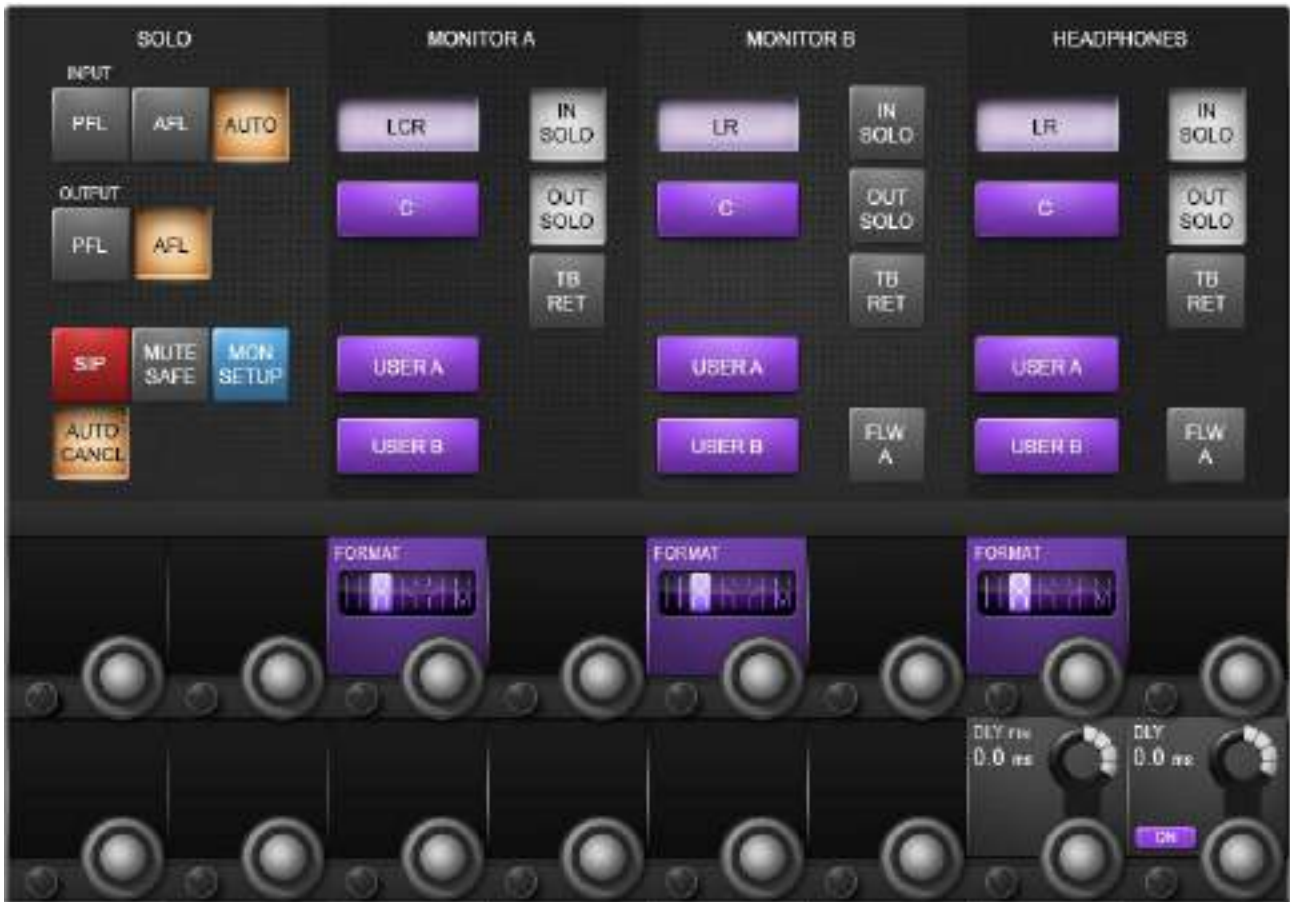 SOLO
MONITOR A
MONITOR B
HEADPHONES
INPUT
PFL
AFL
AUTO
LCR
IN
SOLO
LR
IN
SOLO
LR
IN
SOLO
OUTPUT
PFL
AFL
C
OUT
SOLO
C
OUT
SOLO
C
OUT
SOLO
TB
RET
TB
RET
TB
RET
SIP
MUTE
SAFE
MON
SETUP
USER A
USER A
USER A
AUTO
CANCL
USER B
USER B
FLW
A
USER B
FLW
A
FORMAT
FORMAT
FORMAT
DLY
0.0 ms
DLY
0.0 ms
ON